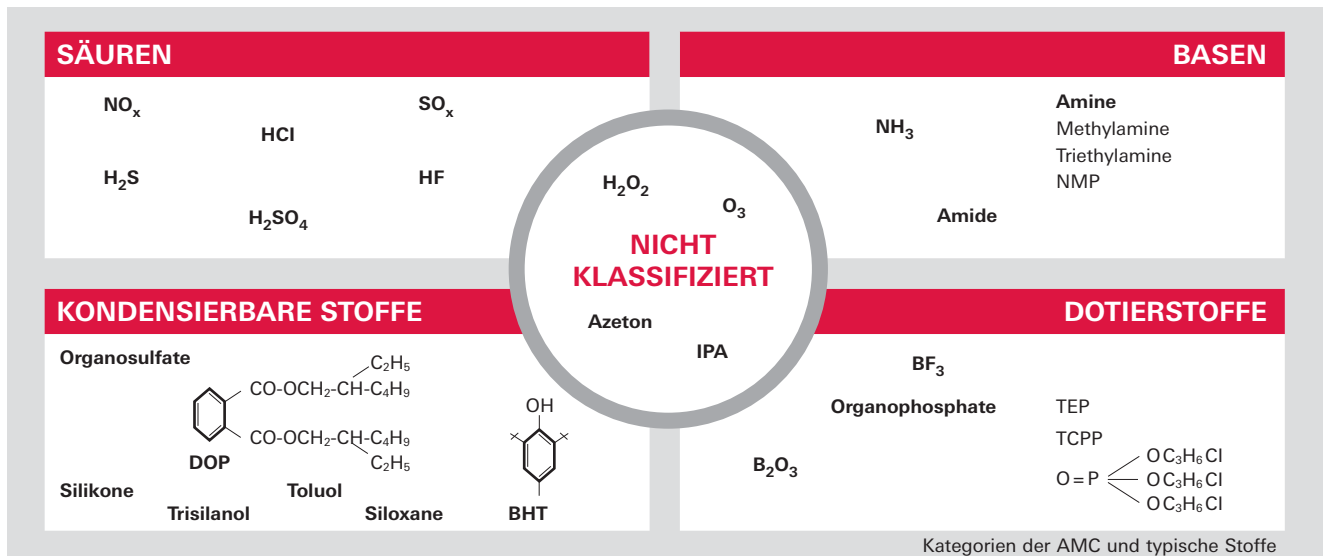 SÄUREN
NOₓ
SOₓ
HCl
H₂S
HF
H₂SO₄
BASEN
NH₃
Amine
Methylamine
Triethylamine
NMP
Amide
H₂O₂
O₃
NICHT
KLASSIFIZIERT
Azeton
IPA
KONDENSIERBARE STOFFE
Organosulfate
C₂H₅
CO-OCH₂-CH-C₄H₉
CO-OCH₂-CH-C₄H₉
C₂H₅
DOP
OH
Silikone
Toluol
Trisilanol
Siloxane
BHT
DOTIERSTOFFE
BF₃
Organophosphate
TEP
TCPP
B₂O₃
OC₃H₆Cl
O=P OC₃H₆Cl
OC₃H₆Cl
Kategorien der AMC und typische Stoffe